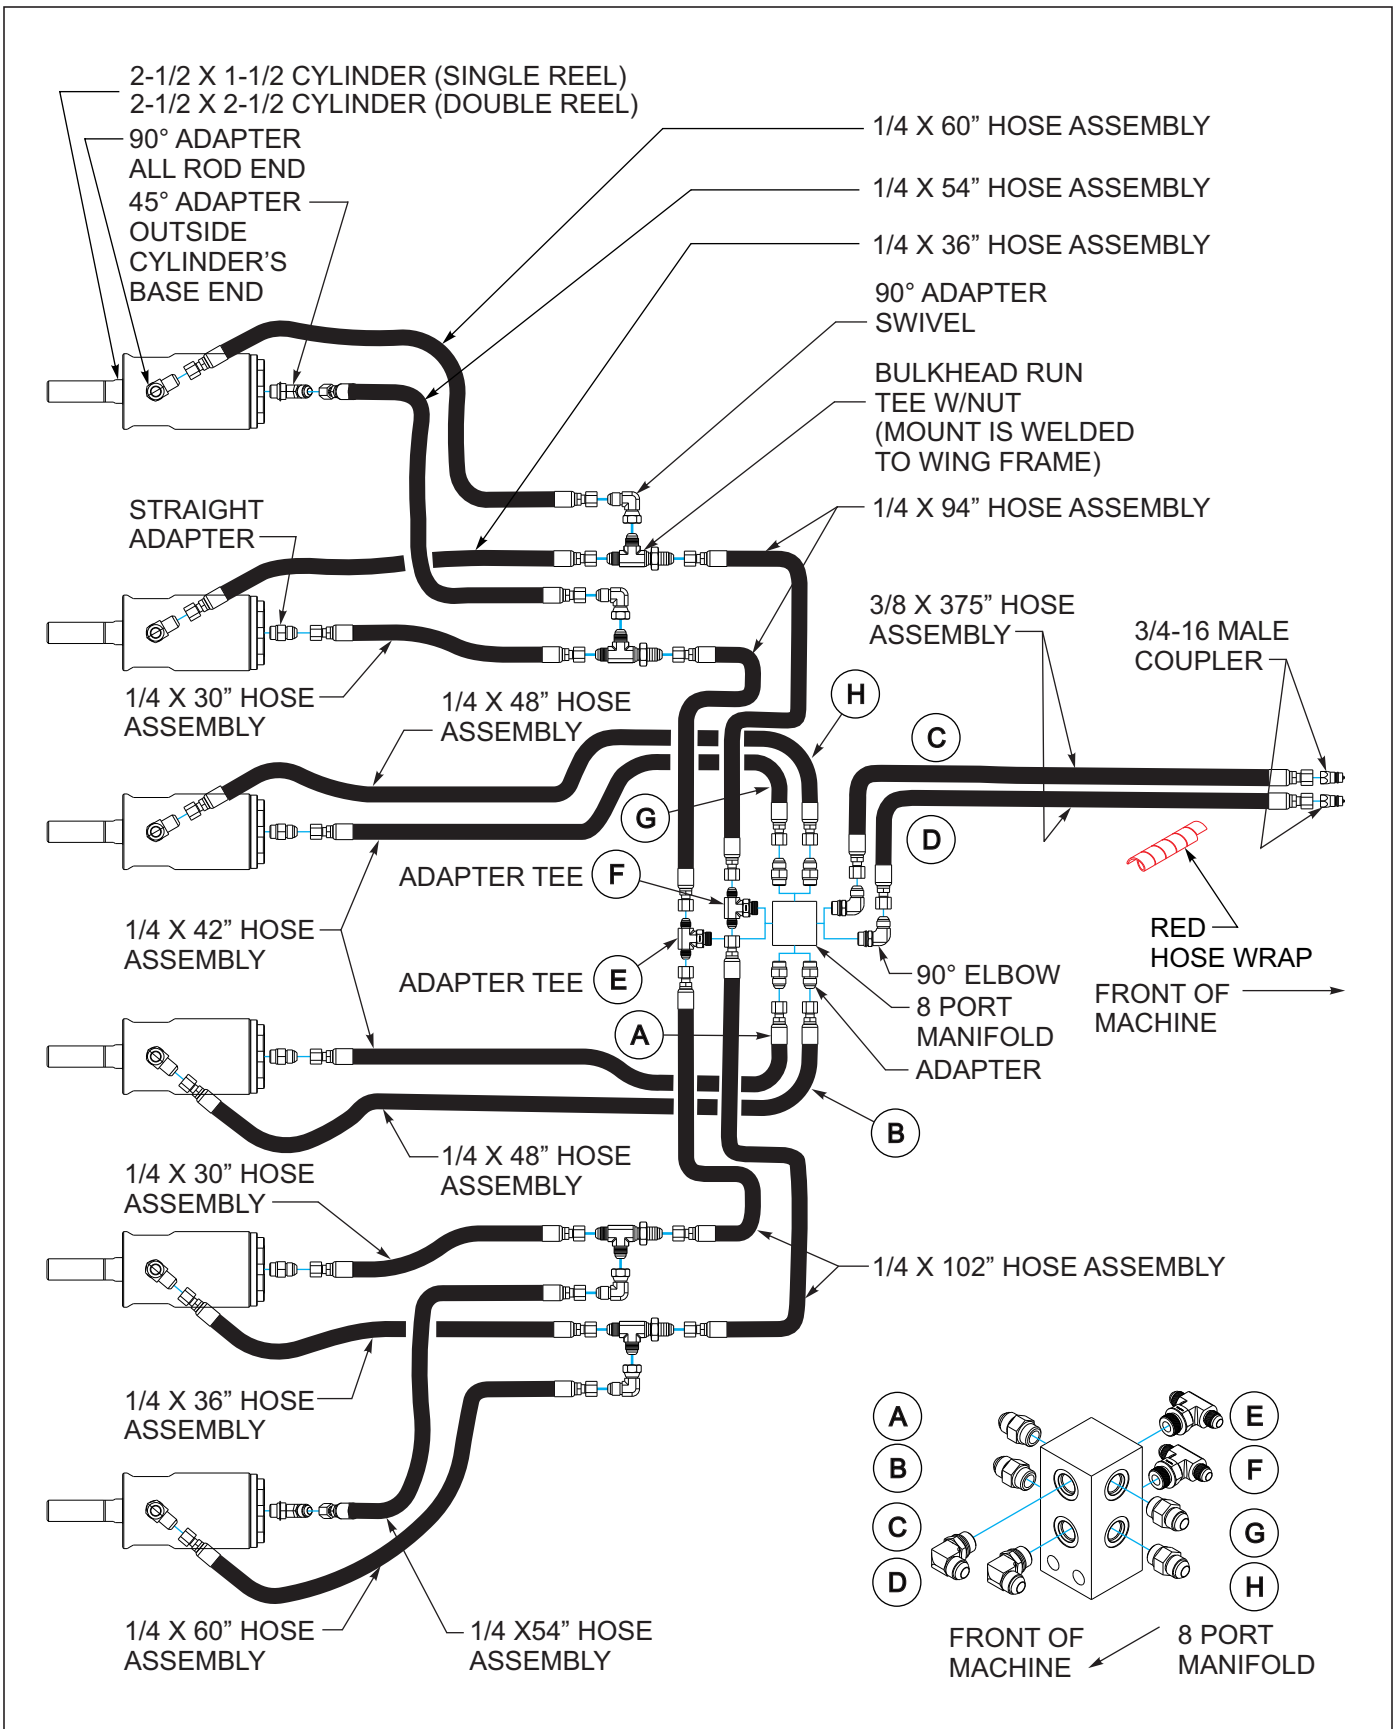 2-1/2 X 1-1/2 CYLINDER (SINGLE REEL)
2-1/2 X 2-1/2 CYLINDER (DOUBLE REEL)
90° ADAPTER
ALL ROD END
45° ADAPTER
OUTSIDE
CYLINDER'S
BASE END
1/4 X 60” HOSE ASSEMBLY
1/4 X 54” HOSE ASSEMBLY
1/4 X 36” HOSE ASSEMBLY
90° ADAPTER
SWIVEL
BULKHEAD RUN
TEE W/NUT
(MOUNT IS WELDED
TO WING FRAME)
STRAIGHT
ADAPTER
1/4 X 94” HOSE ASSEMBLY
3/8 X 375” HOSE
ASSEMBLY
3/4-16 MALE
COUPLER
1/4 X 30” HOSE
ASSEMBLY
1/4 X 48” HOSE
ASSEMBLY
H
C
G
D
ADAPTER TEE
F
1/4 X 42” HOSE
ASSEMBLY
ADAPTER TEE
E
RED
HOSE WRAP
90° ELBOW
8 PORT
MANIFOLD
ADAPTER
FRONT OF
MACHINE
A
B
1/4 X 48” HOSE
ASSEMBLY
1/4 X 30” HOSE
ASSEMBLY
1/4 X 102” HOSE ASSEMBLY
1/4 X 36” HOSE
ASSEMBLY
A
B
C
D
E
F
G
H
1/4 X 60” HOSE
ASSEMBLY
1/4 X54” HOSE
ASSEMBLY
FRONT OF
MACHINE
8 PORT
MANIFOLD